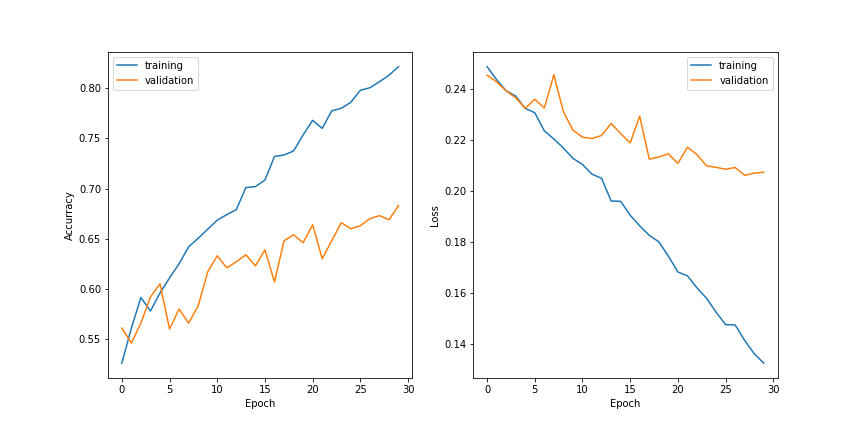 training
validation
0.80
0.75
0.70
0.65
0.60
0.55
Accurracy
0 5 10 15 20 25 30
Epoch
training
validation
0.24
0.22
0.20
0.18
0.16
0.14
Loss
0 5 10 15 20 25 30
Epoch